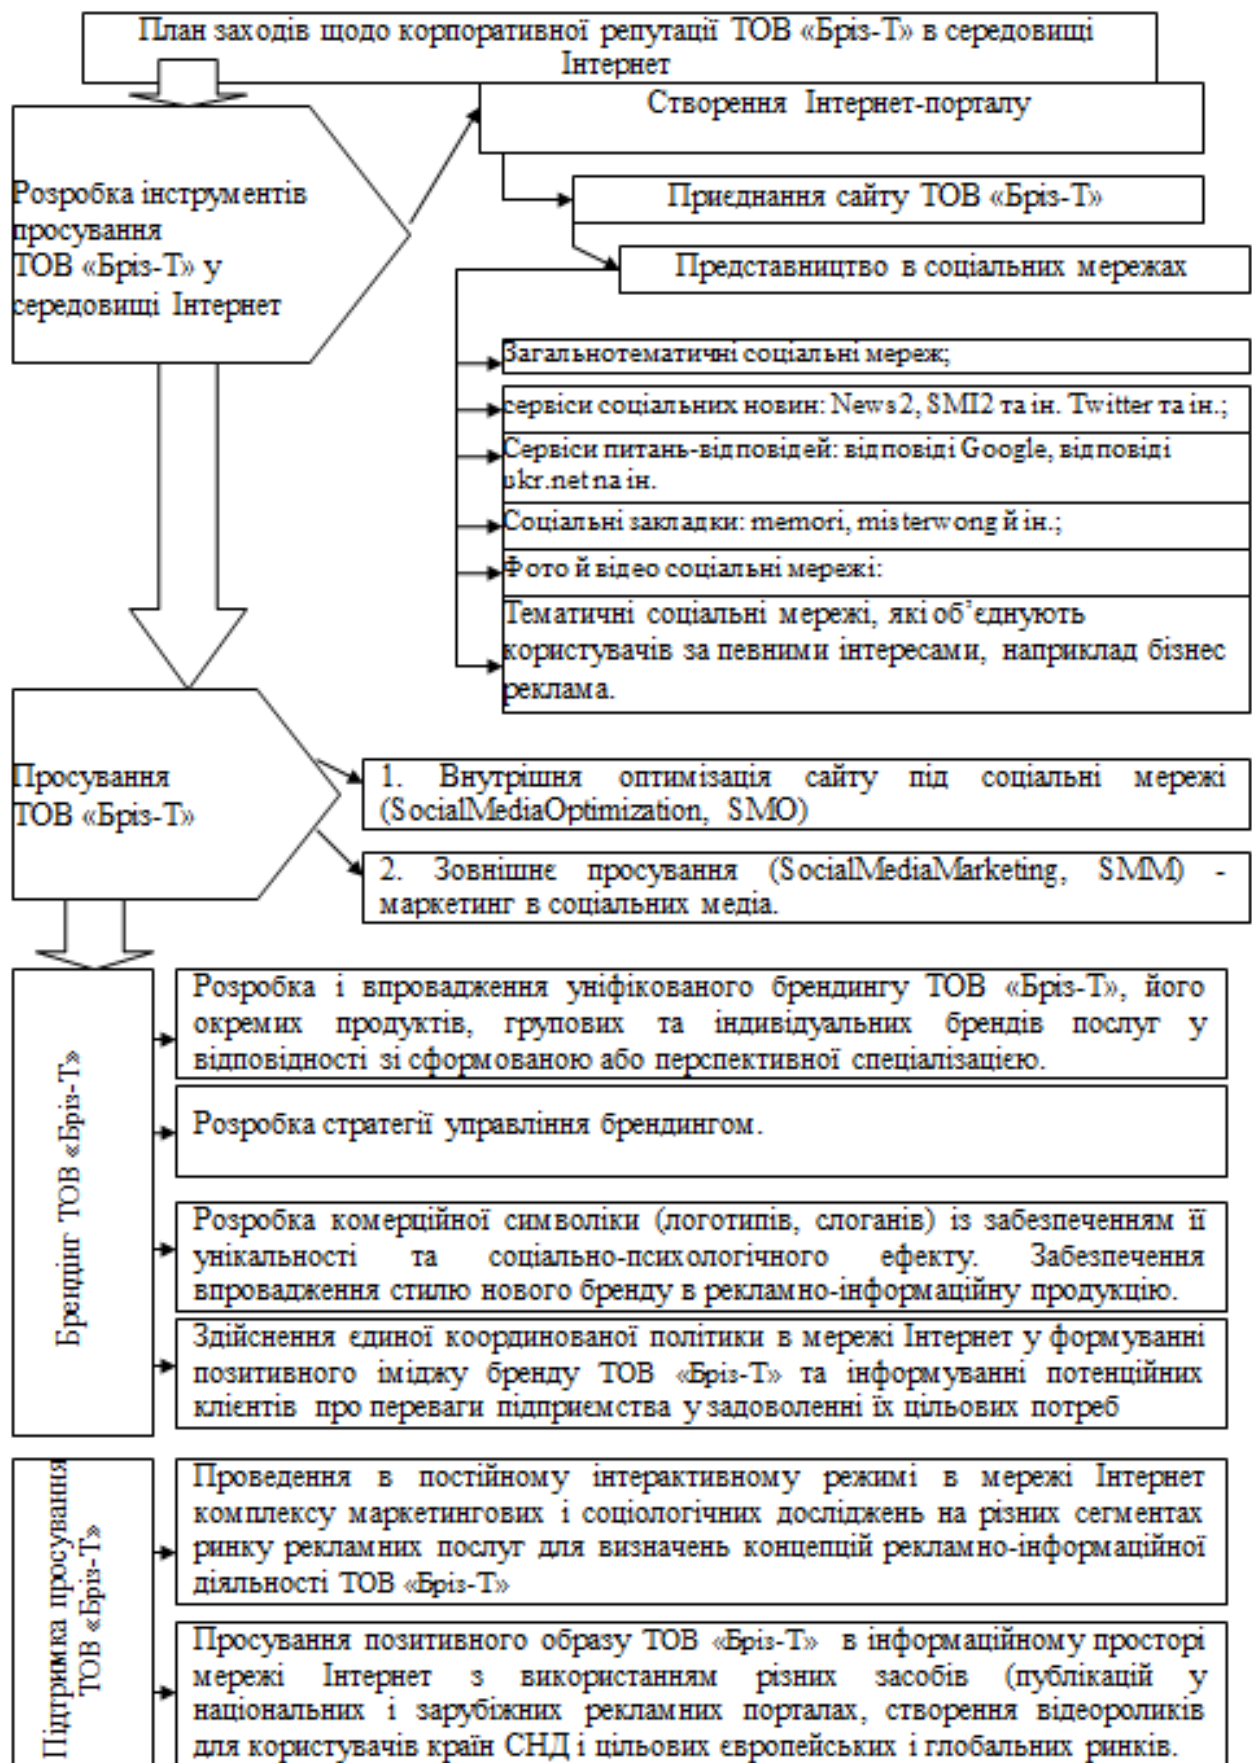 План заходів щодо корпоративної репутації ТОВ «Бріз-Т» в середовищі
Інтернет
Створення Інтернет-порталу
Розробка інструментів
просування
ТОВ «Бріз-Т» у
середовищі Інтернет
Приєднання сайту ТОВ «Бріз-Т»
Представництво в соціальних мережах
Загальнотематичні соціальні мереж;
сервіси соціальних новин: News2, SMI2 та ін. Twitter та ін.;
Сервіси питань-відповідей: відповіді Google, відповіді
ukr.net па ін.
Соціальні закладки: memori, misterwong й ін.;
Фото й відео соціальні мережі:
Тематичні соціальні мережі, які об’єднують
користувачів за певними інтересами, наприклад бізнес
реклама.
Просування
ТОВ «Бріз-Т»
1. Внутрішня оптимізація сайту під соціальні мережі
(SocialMediaOptimization, SMO)
2. Зовнішнє просування (SocialMediaMarketing, SMM) -
маркетинг в соціальних медіа.
Брендінг ТОВ «Бріз-Т»
Розробка і впровадження уніфікованого брендингу ТОВ «Бріз-Т», його
окремих продуктів, групових та індивідуальних брендів послуг у
відповідності зі сформованою або перспективної спеціалізацією.
Розробка стратегії управління брендингом.
Розробка комерційної символіки (логотипів, слоганів) із забезпеченням її
унікальності та соціально-психологічного ефекту. Забезпечення
впровадження стилю нового бренду в рекламно-інформаційну продукцію.
Здійснення єдиної координованої політики в мережі Інтернет у формуванні
позитивного іміджу бренду ТОВ «Бріз-Т» та інформуванні потенційних
клієнтів про переваги підприємства у задоволенні їх цільових потреб
Підтримка просування
ТОВ «Бріз-Т»
Проведення в постійному інтерактивному режимі в мережі Інтернет
комплексу маркетингових і соціологічних досліджень на різних сегментах
ринку рекламних послуг для визначень концепцій рекламно-інформаційної
діяльності ТОВ «Бріз-Т»
Просування позитивного образу ТОВ «Бріз-Т» в інформаційному просторі
мережі Інтернет з використанням різних засобів (публікацій у
національних і зарубіжних рекламних порталах, створення відеороликів
для користувачів країн СНД і цільових європейських і глобальних ринків.